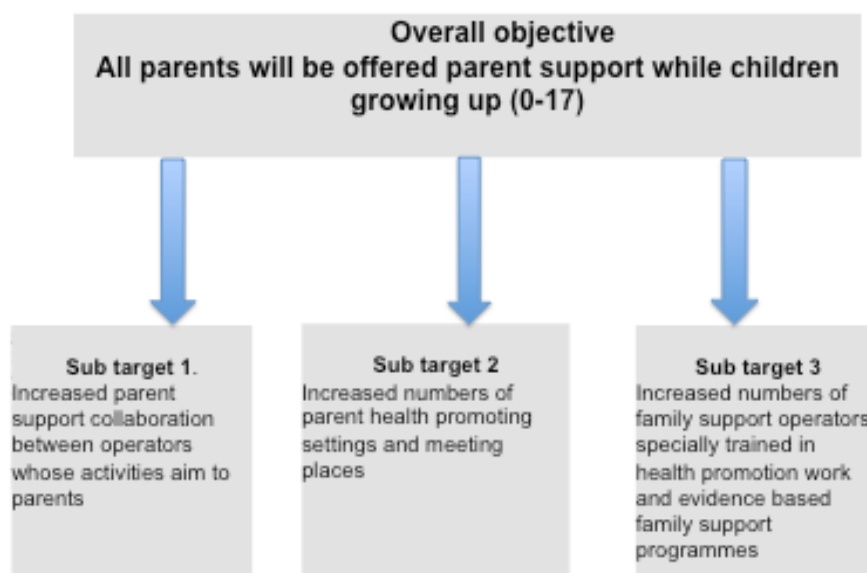 Overall objective
All parents will be offered parent support while children
growing up (0-17)
Sub target 1.
Increased parent
support collaboration
between operators
whose activities aim to
parents
Sub target 2
Increased numbers of
parent health promoting
settings and meeting
places
Sub target 3
Increased numbers of
family support operators
specially trained in
health promotion work
and evidence based
family support
programmes